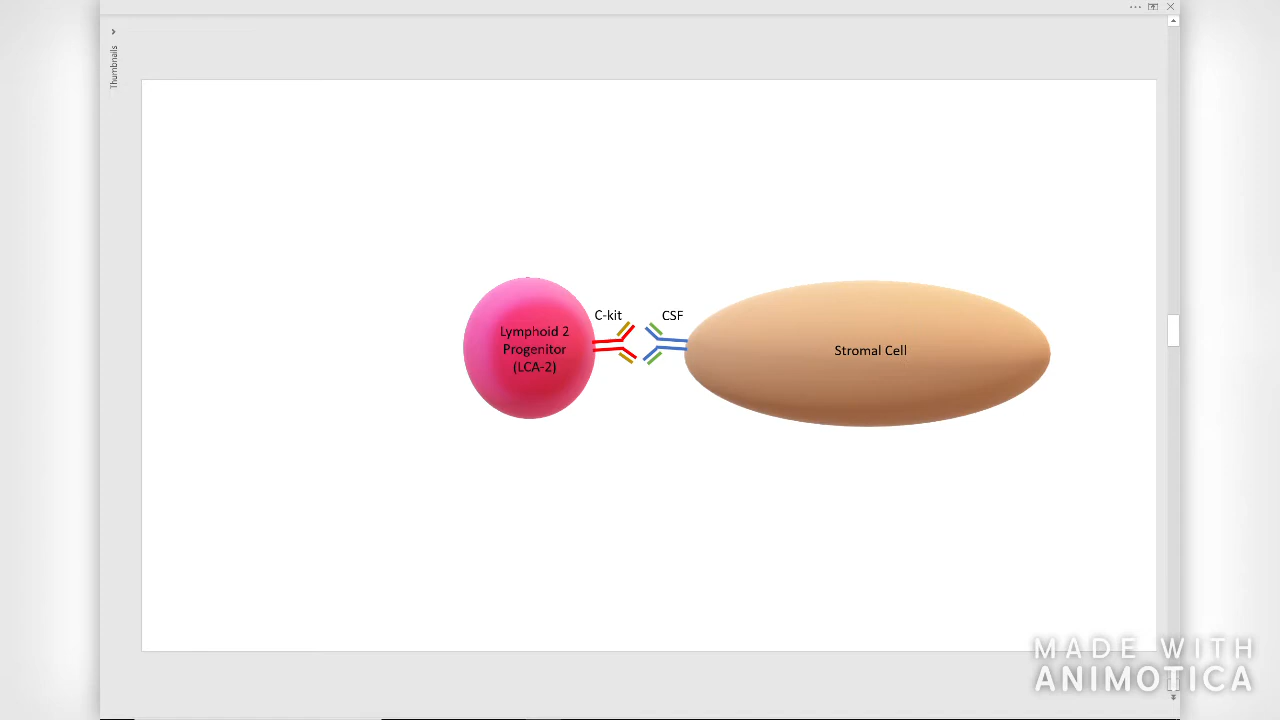 Thumbnails
C-kit
CSF
Lymphoid 2
Progenitor
(LCA-2)
Stromal Cell
MADE WITH
ANIMOTICA